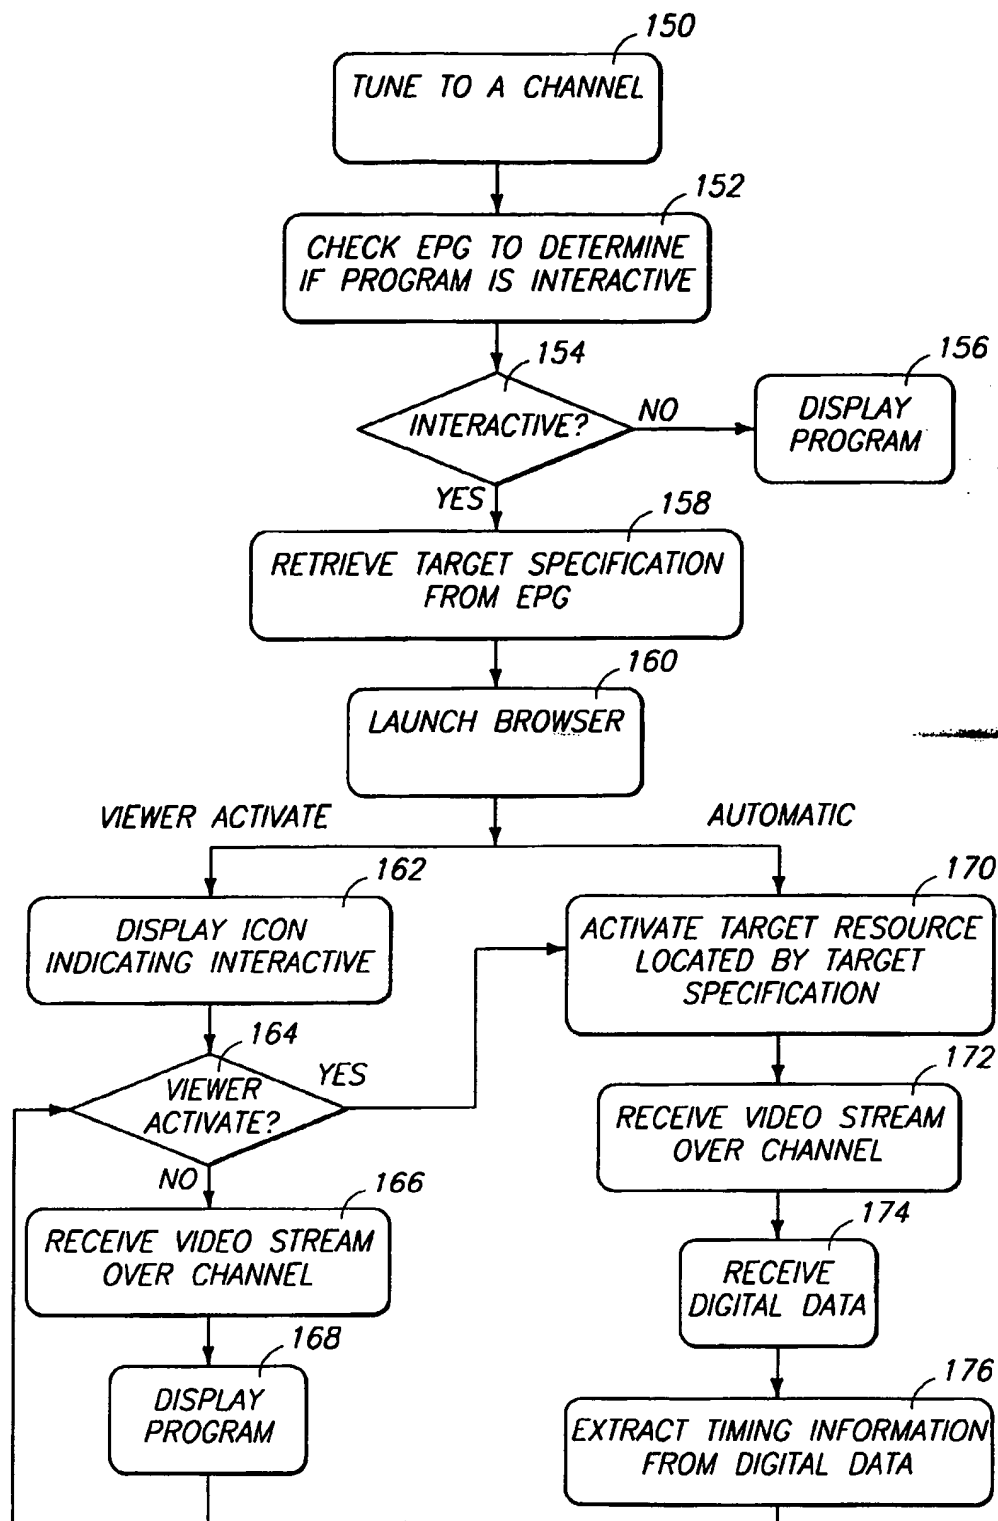 150
TUNE TO A CHANNEL
152
CHECK EPG TO DETERMINE
IF PROGRAM IS INTERACTIVE
154
INTERACTIVE?
NO
156
DISPLAY
PROGRAM
YES
158
RETRIEVE TARGET SPECIFICATION
FROM EPG
160
LAUNCH BROWSER
VIEWER ACTIVATE
AUTOMATIC
162
DISPLAY ICON
INDICATING INTERACTIVE
164
VIEWER
ACTIVATE?
YES
NO
166
RECEIVE VIDEO STREAM
OVER CHANNEL
168
DISPLAY
PROGRAM
170
ACTIVATE TARGET RESOURCE
LOCATED BY TARGET
SPECIFICATION
172
RECEIVE VIDEO STREAM
OVER CHANNEL
174
RECEIVE
DIGITAL DATA
176
EXTRACT TIMING INFORMATION
FROM DIGITAL DATA